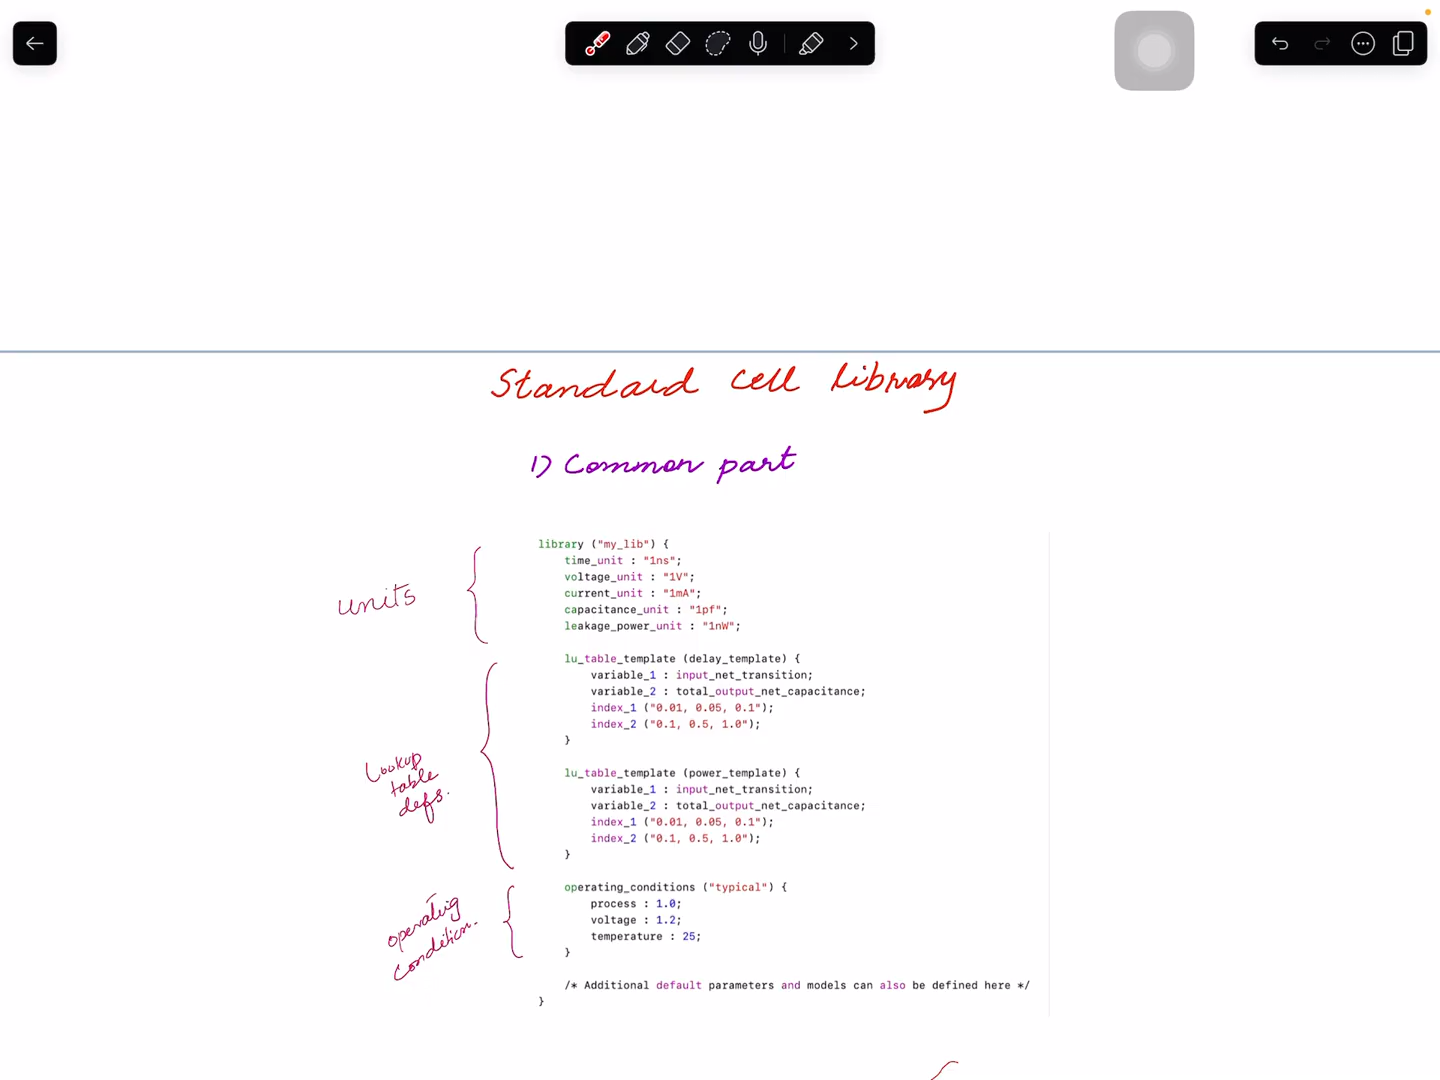 Standard Cell Library
1) Common part
library ("my_lib") {
time_unit : "1ns";
voltage_unit : "1V";
current_unit : "1mA";
capacitance_unit : "1pf";
leakage_power_unit : "1nW";
units
lu_table_template (delay_template) {
variable_1 : input_net_transition;
variable_2 : total_output_net_capacitance;
index_1 ("0.01, 0.05, 0.1");
index_2 ("0.1, 0.5, 1.0");
}
Lookup
table
defs.
lu_table_template (power_template) {
variable_1 : input_net_transition;
variable_2 : total_output_net_capacitance;
index_1 ("0.01, 0.05, 0.1");
index_2 ("0.1, 0.5, 1.0");
}
operating_conditions ("typical") {
process : 1.0;
voltage : 1.2;
temperature : 25;
}
operating
condition.
/* Additional default parameters and models can also be defined here */
}